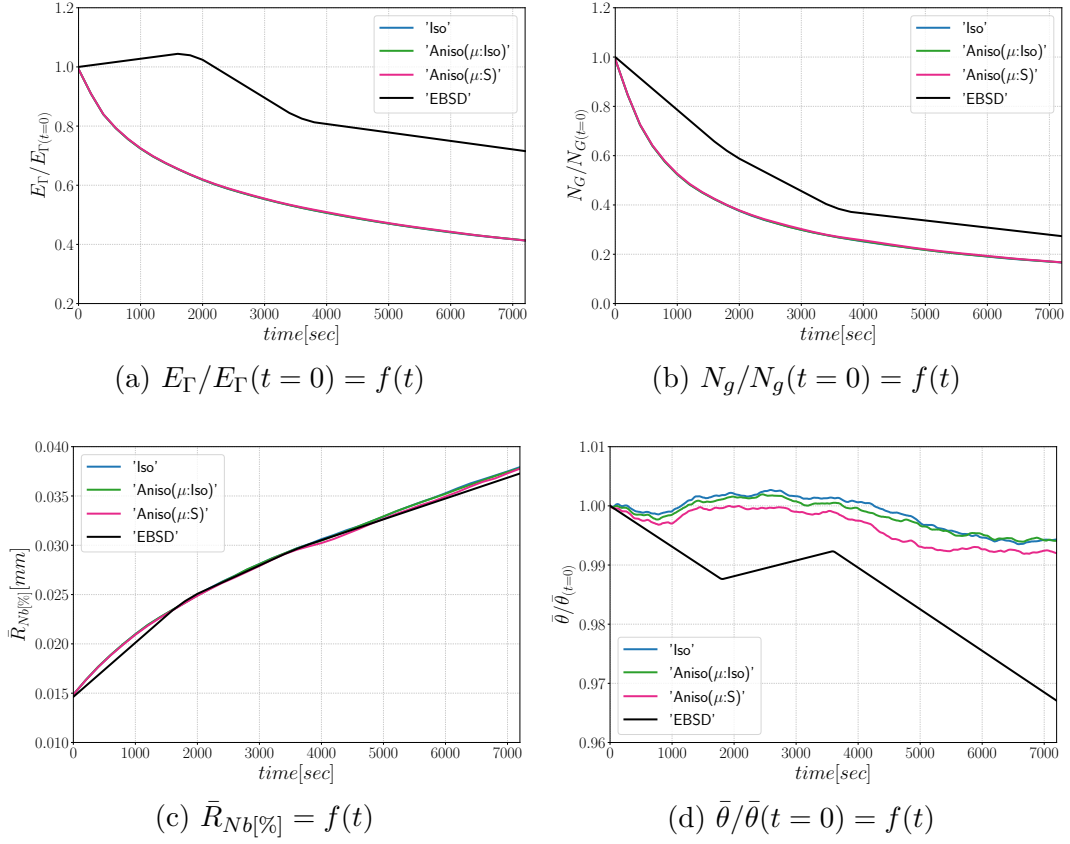 1.2
1.0
0.8
0.6
0.4
0.2
E_Γ/E_Γ(t=0)
0 1000 2000 3000 4000 5000 6000 7000
time[sec]
'Iso'
'Aniso(μ:Iso)'
'Aniso(μ:S)'
'EBSD'
(a) E_Γ/E_Γ(t = 0) = f(t)
1.2
1.0
0.8
0.6
0.4
0.2
0.0
N_G/N_G(t=0)
0 1000 2000 3000 4000 5000 6000 7000
time[sec]
'Iso'
'Aniso(μ:Iso)'
'Aniso(μ:S)'
'EBSD'
(b) N_g/N_g(t = 0) = f(t)
0.040
0.035
0.030
0.025
0.020
0.015
0.010
R̄_Nb[%][mm]
0 1000 2000 3000 4000 5000 6000 7000
time[sec]
'Iso'
'Aniso(μ:Iso)'
'Aniso(μ:S)'
'EBSD'
(c) R̄_Nb[%] = f(t)
1.01
1.00
0.99
0.98
0.97
0.96
θ̄/θ̄(t=0)
0 1000 2000 3000 4000 5000 6000 7000
time[sec]
'Iso'
'Aniso(μ:Iso)'
'Aniso(μ:S)'
'EBSD'
(d) θ̄/θ̄(t = 0) = f(t)